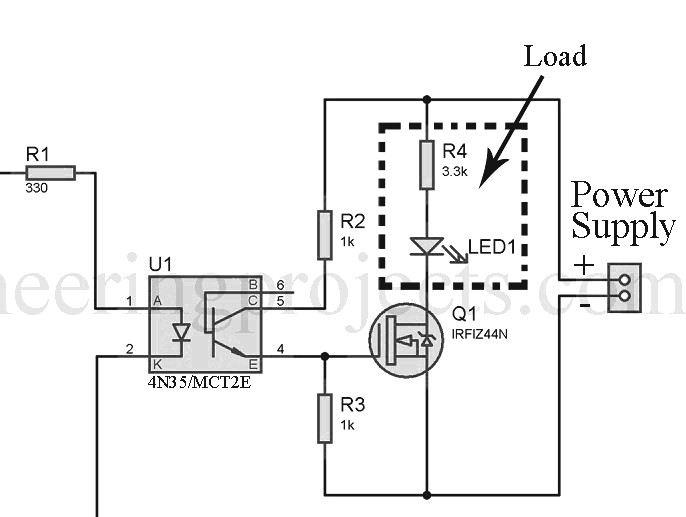 Load
R1
330
R4
3.3k
Power
Supply
+
-
R2
1k
LED1
U1
B
6
C
5
1
A
2
K
E
4
4N35/MCT2E
Q1
IRFIZ44N
R3
1k
neeringprojects.com